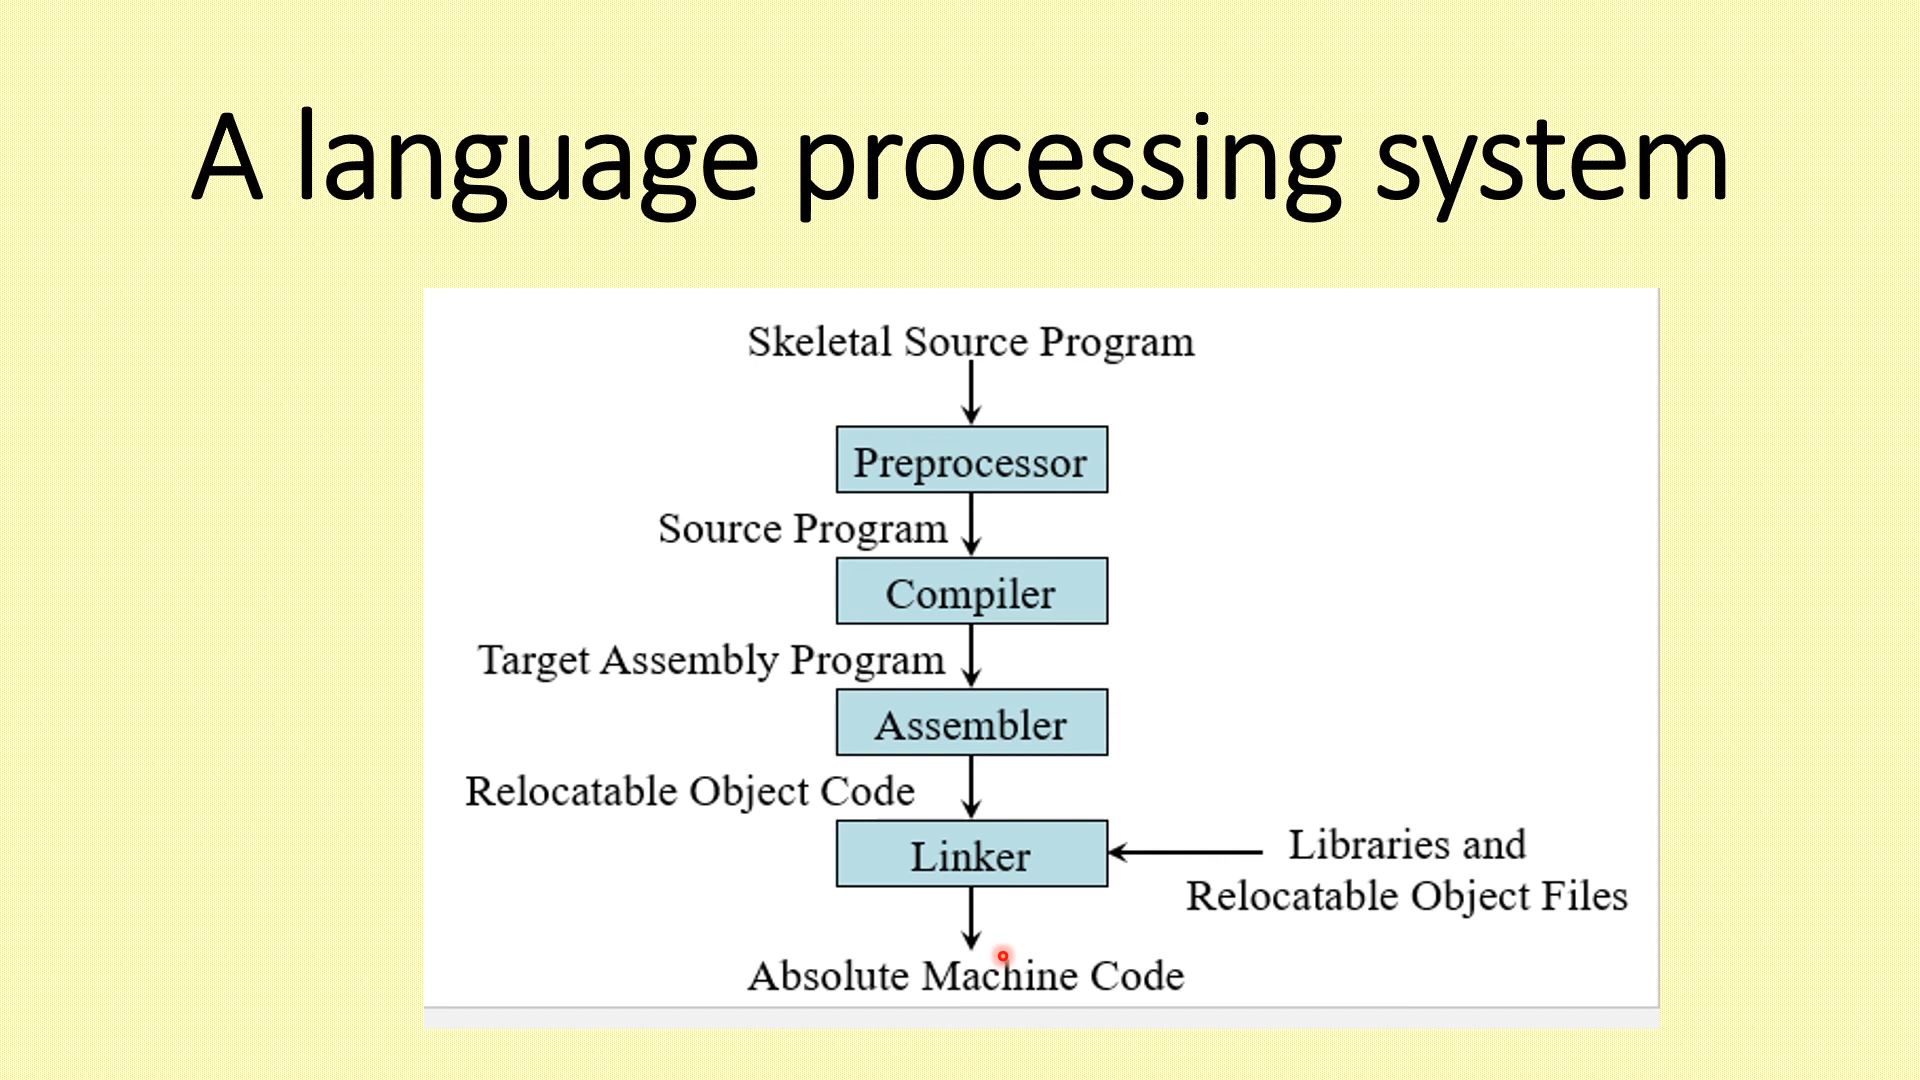 A language processing system
Skeletal Source Program
Preprocessor
Source Program
Compiler
Target Assembly Program
Assembler
Relocatable Object Code
Linker
Libraries and
Relocatable Object Files
Absolute Machine Code